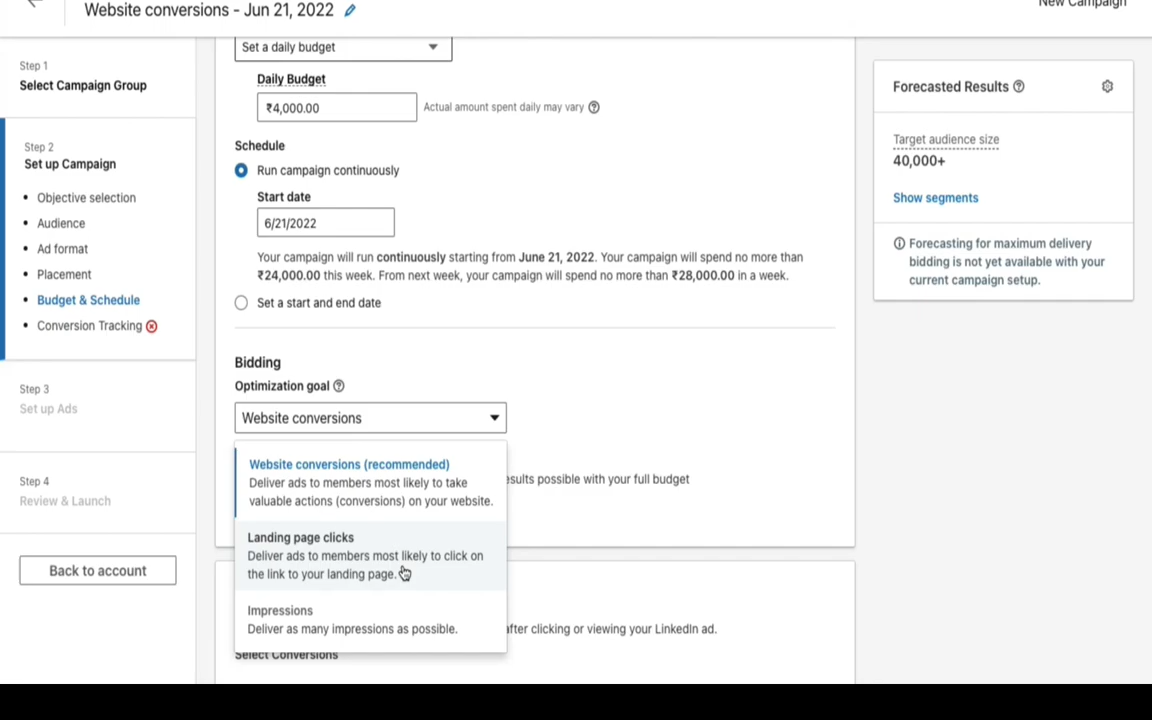 Website conversions - Jun 21, 2022
New Campaign
Step 1
Select Campaign Group
Step 2
Set up Campaign
• Objective selection
• Audience
• Ad format
• Placement
• Budget & Schedule
• Conversion Tracking
Step 3
Set up Ads
Step 4
Review & Launch
Back to account
Set a daily budget
Daily Budget
₹4,000.00
Actual amount spent daily may vary
Schedule
Run campaign continuously
Start date
6/21/2022
Your campaign will run continuously starting from June 21, 2022. Your campaign will spend no more than
₹24,000.00 this week. From next week, your campaign will spend no more than ₹28,000.00 in a week.
Set a start and end date
Bidding
Optimization goal
Website conversions
Website conversions (recommended)
Deliver ads to members most likely to take
valuable actions (conversions) on your website.
possible with your full budget
Landing page clicks
Deliver ads to members most likely to click on
the link to your landing page.
Impressions
Deliver as many impressions as possible.
after clicking or viewing your LinkedIn ad.
Select Conversions
Forecasted Results
Target audience size
40,000+
Show segments
Forecasting for maximum delivery
bidding is not yet available with your
current campaign setup.